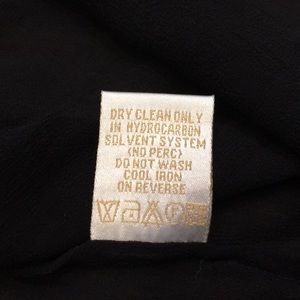 DRY CLEAN ONLY
IN HYDROCARBON
SOLVENT SYSTEM
(NO PERC)
DO NOT WASH
COOL IRON
ON REVERSE